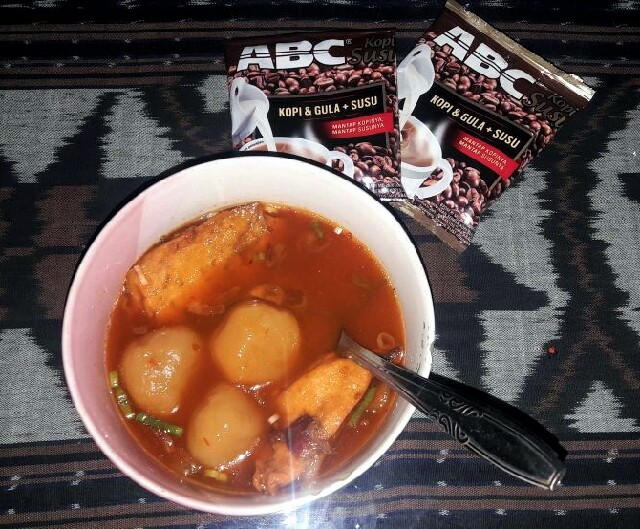 ABC
Kopi
Susu
KOPI & GULA + SUSU
MANTAP KOPINYA,
MANTAP SUSUNYA
ABC
Kopi
Susu
KOPI & GULA + SUSU
MANTAP KOPINYA,
MANTAP SUSUNYA